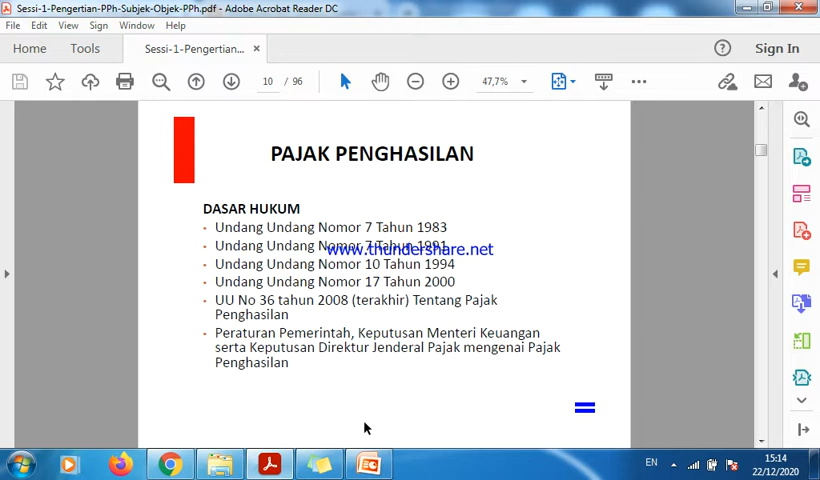 Sessi-1-Pengertian-PPh-Subjek-Objek-PPh.pdf - Adobe Acrobat Reader DC
File Edit View Sign Window Help
Home Tools Sessi-1-Pengertian... × ? Sign In
10 / 96 47,7%
PAJAK PENGHASILAN
DASAR HUKUM
• Undang Undang Nomor 7 Tahun 1983
• Undang Undang Nomor 7 Tahun 1991
www.thundershare.net
• Undang Undang Nomor 10 Tahun 1994
• Undang Undang Nomor 17 Tahun 2000
• UU No 36 tahun 2008 (terakhir) Tentang Pajak
Penghasilan
• Peraturan Pemerintah, Keputusan Menteri Keuangan
serta Keputusan Direktur Jenderal Pajak mengenai Pajak
Penghasilan
EN 15:14
22/12/2020